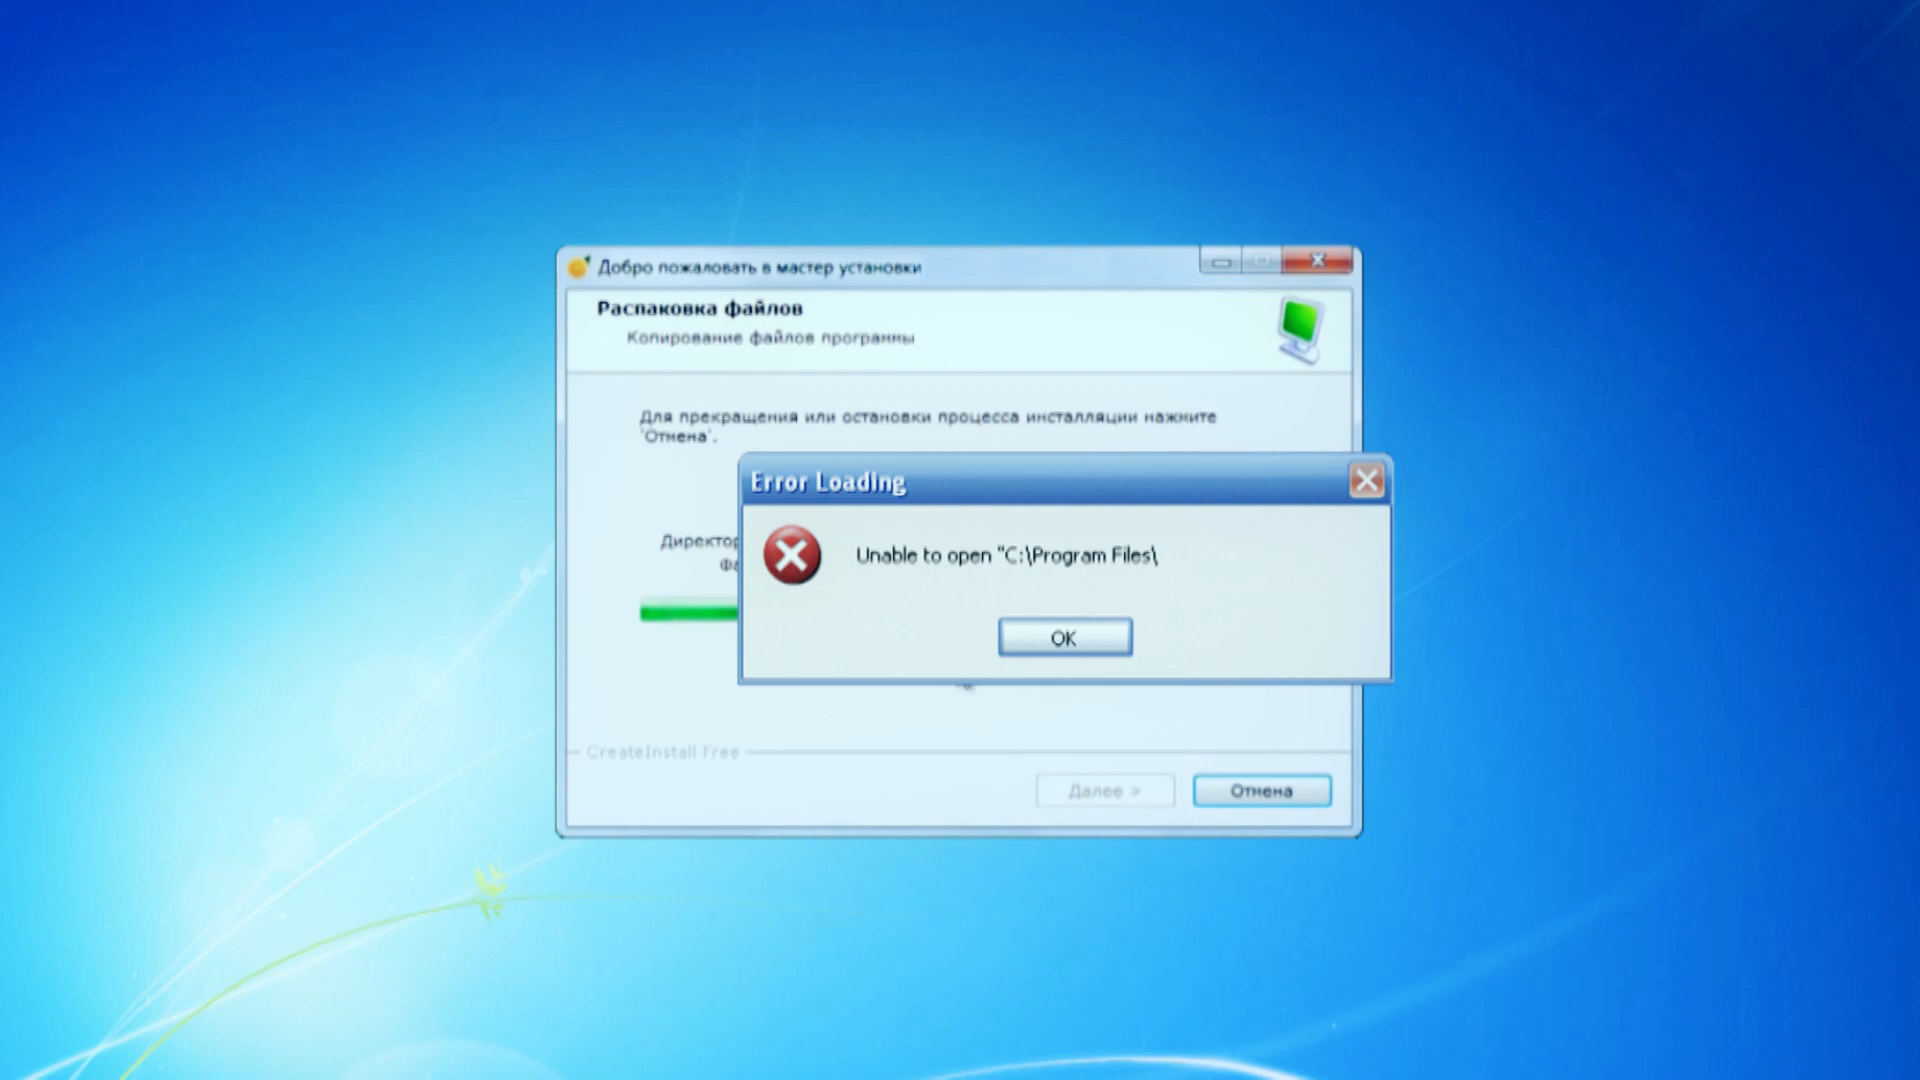 Добро пожаловать в мастер установки
Распаковка файлов
Копирование файлов программы
Для прекращения или остановки процесса инсталляции нажмите
'Отмена'.
Error Loading
Unable to open "C:\Program Files\
OK
CreateInstall Free
Далее >
Отмена